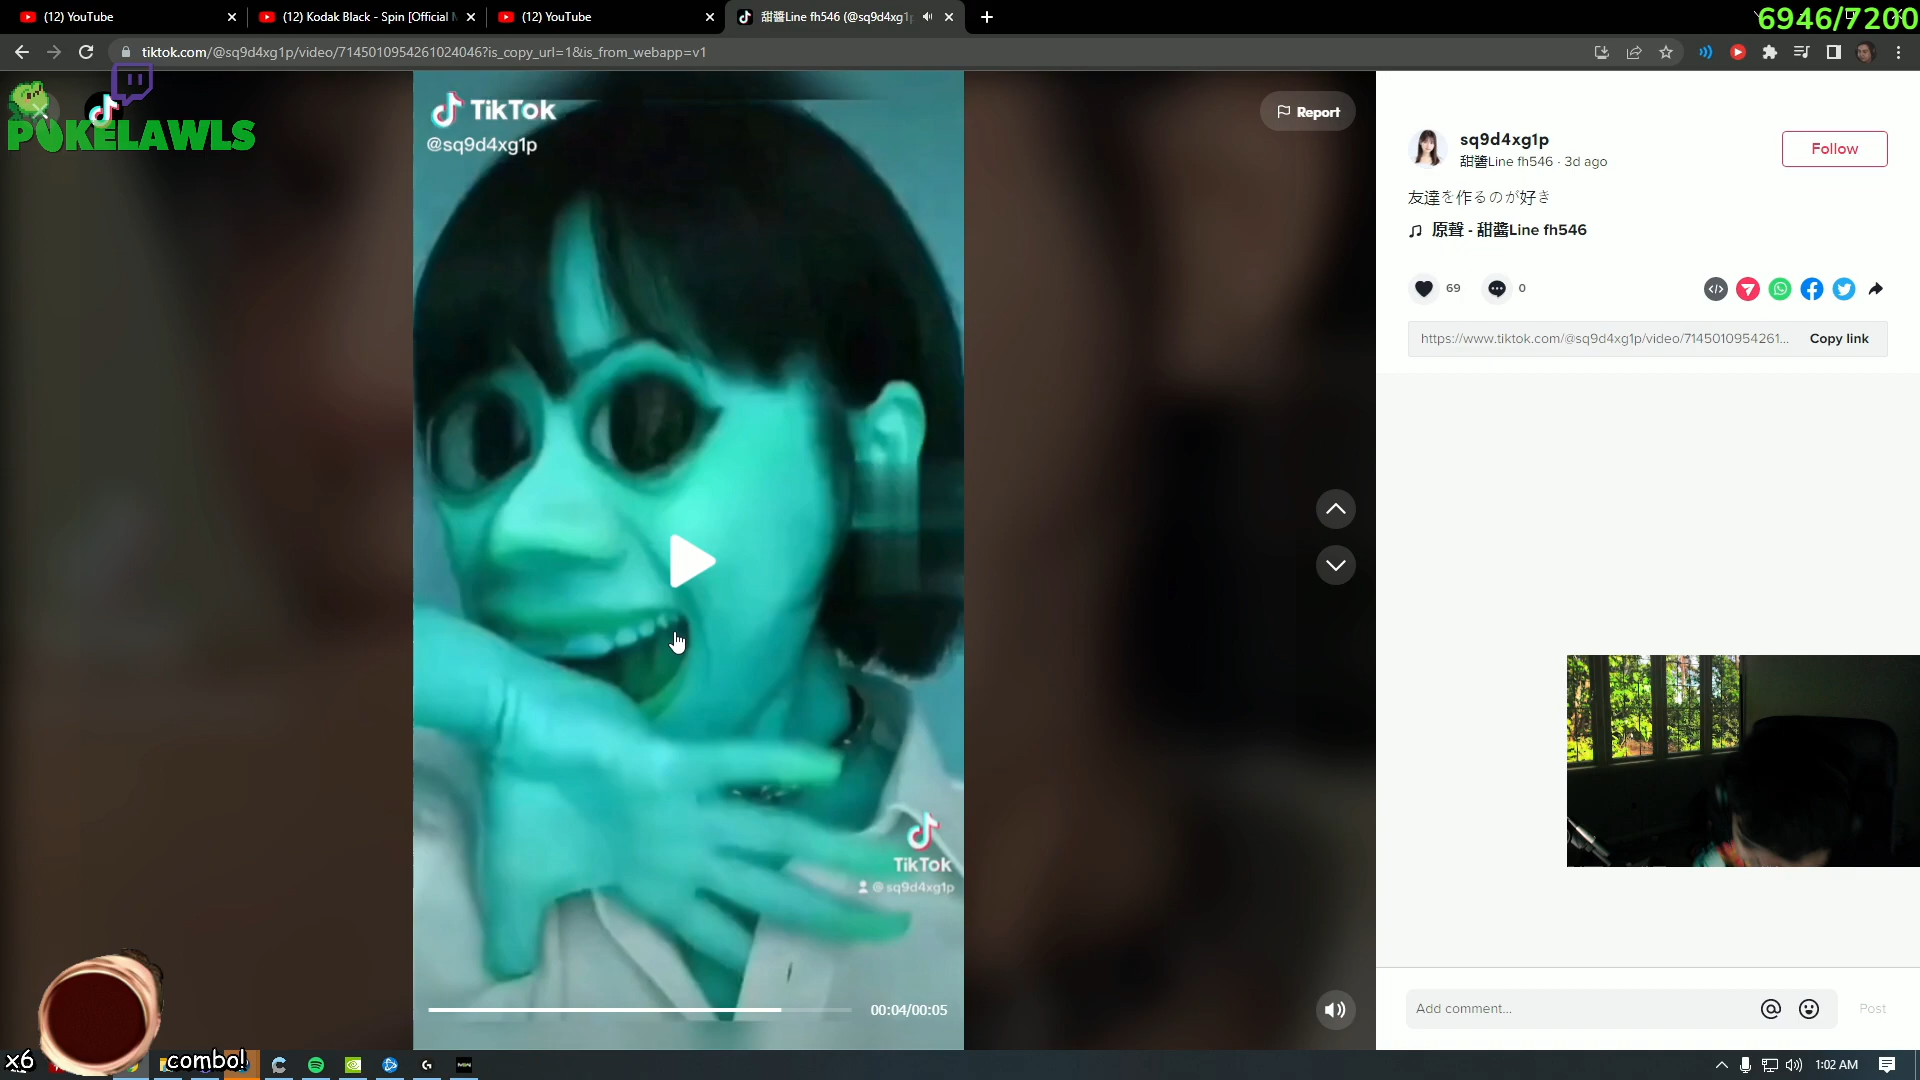 (12) YouTube
(12) Kodak Black - Spin [Official M
(12) YouTube
甜醬Line fh546 (@sq9d4xg1p
6946/7200
tiktok.com/@sq9d4xg1p/video/7145010954261024046?is_copy_url=1&is_from_webapp=v1
POKELAWLS
TikTok
@sq9d4xg1p
Report
sq9d4xg1p
甜醬Line fh546 · 3d ago
Follow
友達を作るのが好き
原聲 - 甜醬Line fh546
69
0
https://www.tiktok.com/@sq9d4xg1p/video/7145010954261...
Copy link
TikTok
@sq9d4xg1p
00:04/00:05
Add comment...
Post
x6
combo!
1:02 AM